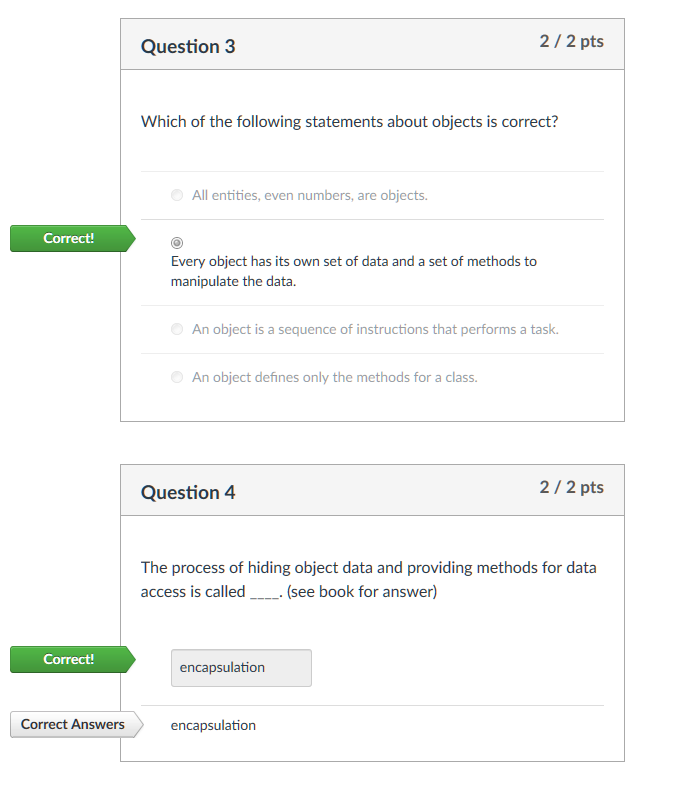 Question 3
2 / 2 pts
Which of the following statements about objects is correct?
All entities, even numbers, are objects.
Correct!
Every object has its own set of data and a set of methods to
manipulate the data.
An object is a sequence of instructions that performs a task.
An object defines only the methods for a class.
Question 4
2 / 2 pts
The process of hiding object data and providing methods for data
access is called ____. (see book for answer)
Correct!
encapsulation
Correct Answers
encapsulation